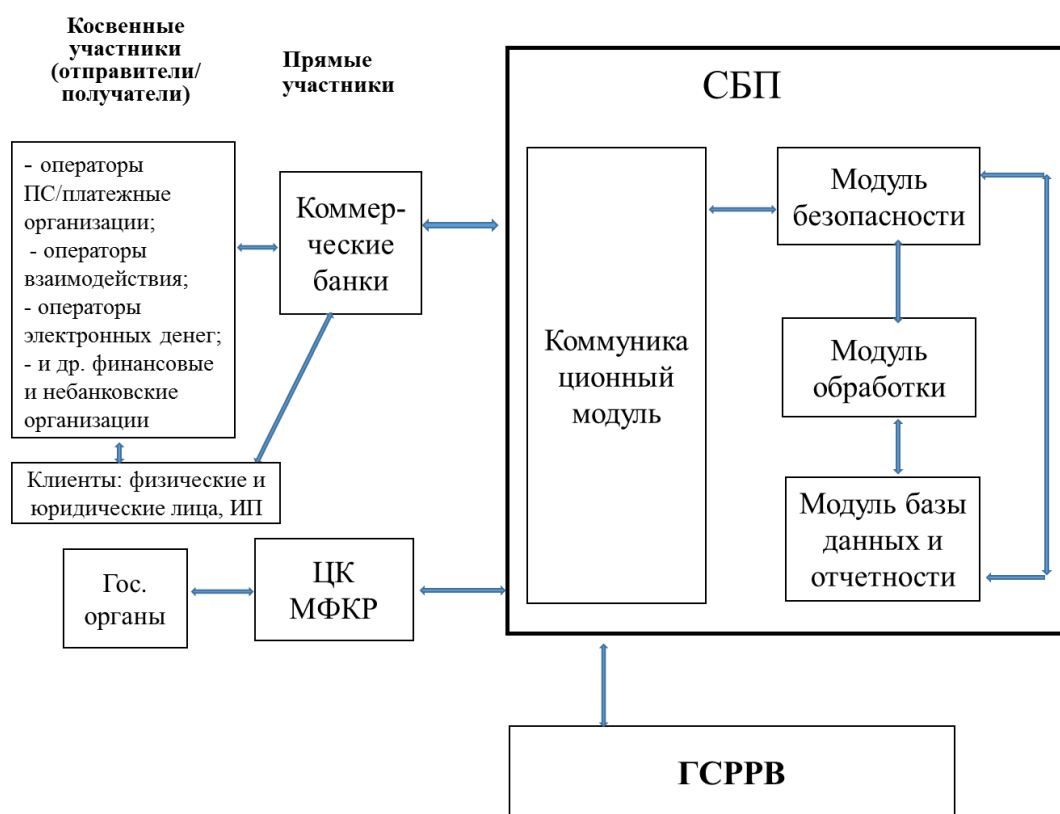 Косвенные
участники
(отправители/
получатели)
Прямые
участники
СБП
- операторы
ПС/платежные
организации;
- операторы
взаимодействия;
- операторы
электронных денег;
- и др. финансовые
и небанковские
организации
Коммер-
ческие
банки
Клиенты: физические и
юридические лица, ИП
Гос.
органы
ЦК
МФКР
Коммуника
ционный
модуль
Модуль
безопасности
Модуль
обработки
Модуль базы
данных и
отчетности
ГСРРВ